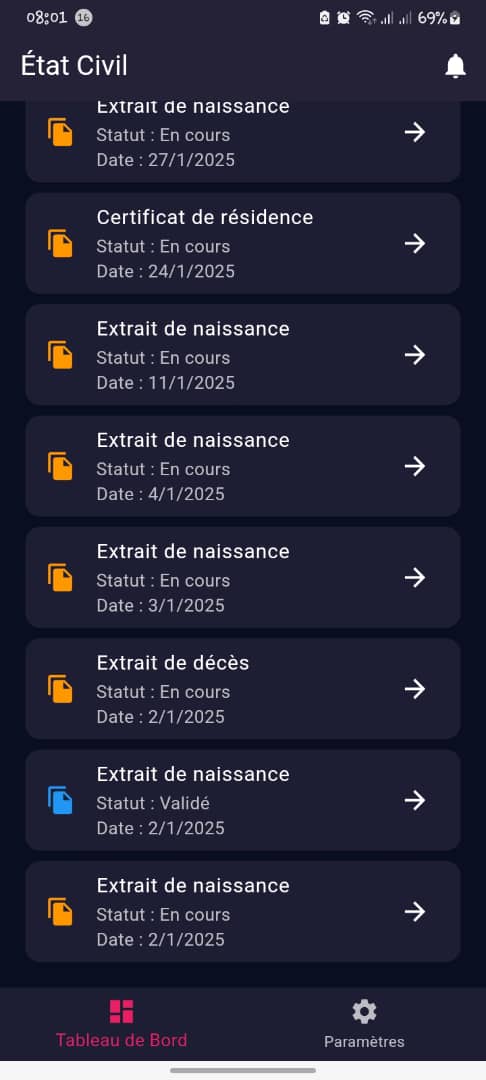 08:01 16 69%
État Civil
Extrait de naissance
Statut : En cours
Date : 27/1/2025
Certificat de résidence
Statut : En cours
Date : 24/1/2025
Extrait de naissance
Statut : En cours
Date : 11/1/2025
Extrait de naissance
Statut : En cours
Date : 4/1/2025
Extrait de naissance
Statut : En cours
Date : 3/1/2025
Extrait de décès
Statut : En cours
Date : 2/1/2025
Extrait de naissance
Statut : Validé
Date : 2/1/2025
Extrait de naissance
Statut : En cours
Date : 2/1/2025
Tableau de Bord
Paramètres